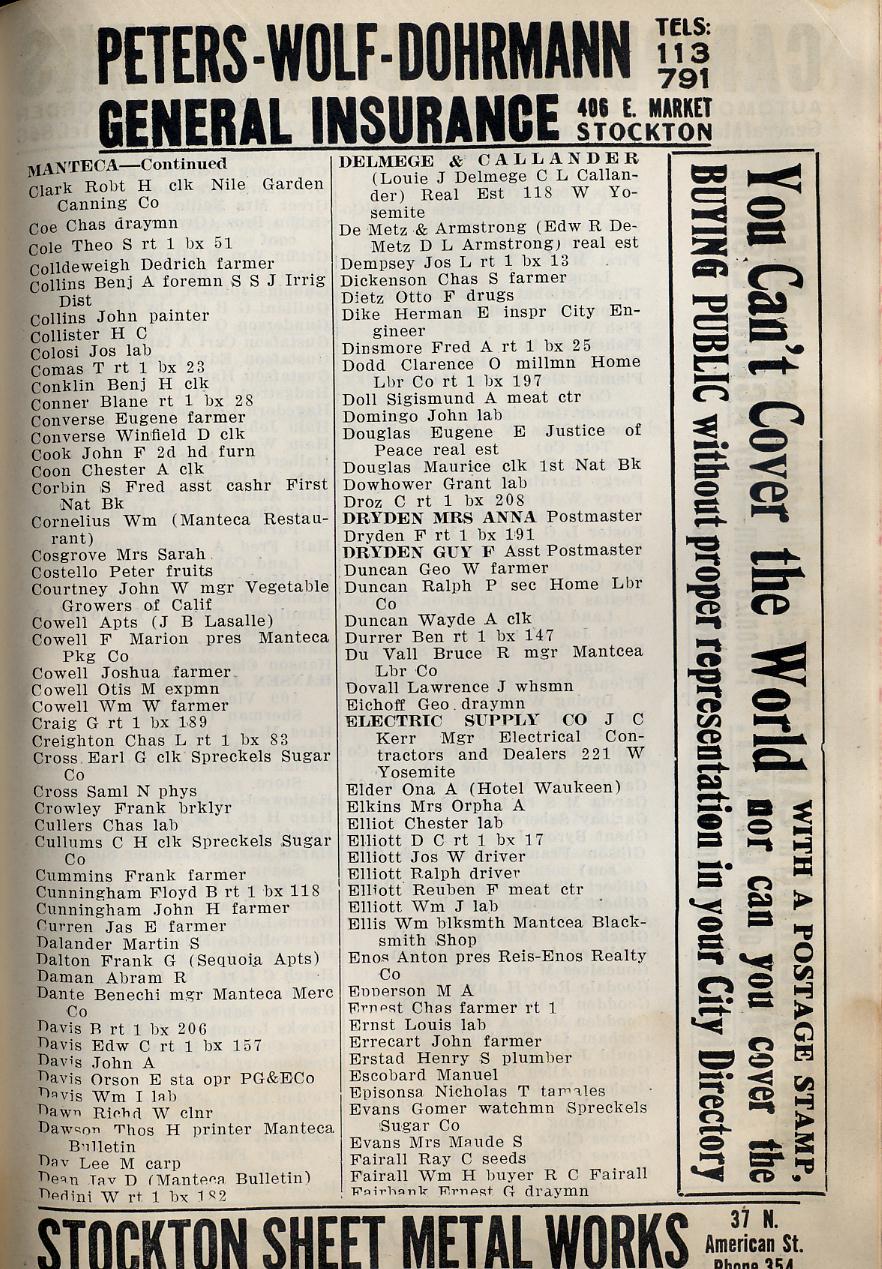 PETERS-WOLF-DOHRMANN
GENERAL INSURANCE
TELS:
113
791
406 E. MARKET
STOCKTON
MANTECA—Continued
Clark Robt H clk Nile Garden
Canning Co
Coe Chas draymn
Cole Theo S rt 1 bx 51
Colldeweigh Dedrich farmer
Collins Benj A foremn S S J Irrig
Dist
Collins John painter
Collister H C
Colosi Jos lab
Comas T rt 1 bx 23
Conklin Benj H clk
Conner Blane rt 1 bx 28
Converse Eugene farmer
Converse Winfield D clk
Cook John F 2d hd furn
Coon Chester A clk
Corbin S Fred asst cashr First
Nat Bk
Cornelius Wm (Manteca Restau-
rant)
Cosgrove Mrs Sarah
Costello Peter fruits
Courtney John W mgr Vegetable
Growers of Calif
Cowell Apts (J B Lasalle)
Cowell F Marion pres Manteca
Pkg Co
Cowell Joshua farmer
Cowell Otis M expmn
Cowell Wm W farmer
Craig G rt 1 bx 189
Creighton Chas L rt 1 bx 83
Cross Earl G clk Spreckels Sugar
Co
Cross Saml N phys
Crowley Frank brklyr
Cullers Chas lab
Cullums C H clk Spreckels Sugar
Co
Cummins Frank farmer
Cunningham Floyd B rt 1 bx 118
Cunningham John H farmer
Curren Jas E farmer
Dalander Martin S
Dalton Frank G (Sequoia Apts)
Daman Abram R
Dante Benechi mgr Manteca Merc
Co
Davis B rt 1 bx 206
Davis Edw C rt 1 bx 157
Davis John A
Davis Orson E sta opr PG&ECo
Davis Wm I lab
Dawn Richd W clnr
Dawson Thos H printer Manteca
Bulletin
Day Lee M carp
Dean Jay D (Manteca Bulletin)
Dedini W rt 1 bx 182
DELMEGE & CALLANDER
(Louie J Delmege C L Callan-
der) Real Est 118 W Yo-
semite
De Metz & Armstrong (Edw R De-
Metz D L Armstrong) real est
Dempsey Jos L rt 1 bx 13
Dickenson Chas S farmer
Dietz Otto F drugs
Dike Herman E inspr City En-
gineer
Dinsmore Fred A rt 1 bx 25
Dodd Clarence O millmn Home
Lbr Co rt 1 bx 197
Doll Sigismund A meat ctr
Domingo John lab
Douglas Eugene E Justice of
Peace real est
Douglas Maurice clk 1st Nat Bk
Dowhower Grant lab
Droz C rt 1 bx 208
DRYDEN MRS ANNA Postmaster
Dryden F rt 1 bx 191
DRYDEN GUY F Asst Postmaster
Duncan Geo W farmer
Duncan Ralph P sec Home Lbr
Co
Duncan Wayde A clk
Durrer Ben rt 1 bx 147
Du Vall Bruce R mgr Mantcea
Lbr Co
Dovall Lawrence J whsmn
Eichoff Geo draymn
ELECTRIC SUPPLY CO J C
Kerr Mgr Electrical Con-
tractors and Dealers 221 W
Yosemite
Elder Ona A (Hotel Waukeen)
Elkins Mrs Orpha A
Elliot Chester lab
Elliott D C rt 1 bx 17
Elliott Jos W driver
Elliott Ralph driver
Elliott Reuben F meat ctr
Elliott Wm J lab
Ellis Wm blksmth Mantcea Black-
smith Shop
Enos Anton pres Reis-Enos Realty
Co
M A
Ernest Chas farmer rt 1
Ernst Louis lab
Errecart John farmer
Erstad Henry S plumber
Escobard Manuel
Episonsa Nicholas T tamales
Evans Gomer watchmn Spreckels
Sugar Co
Evans Mrs Maude S
Fairall Ray C seeds
Fairall Wm H buyer R C Fairall
Fairbank Ernest G draymn
You Can't Cover the World WITH A POSTAGE STAMP,
nor can you cover the
BUYING PUBLIC without proper representation in your City Directory
STOCKTON SHEET METAL WORKS
37 N.
American St.
Phone 354